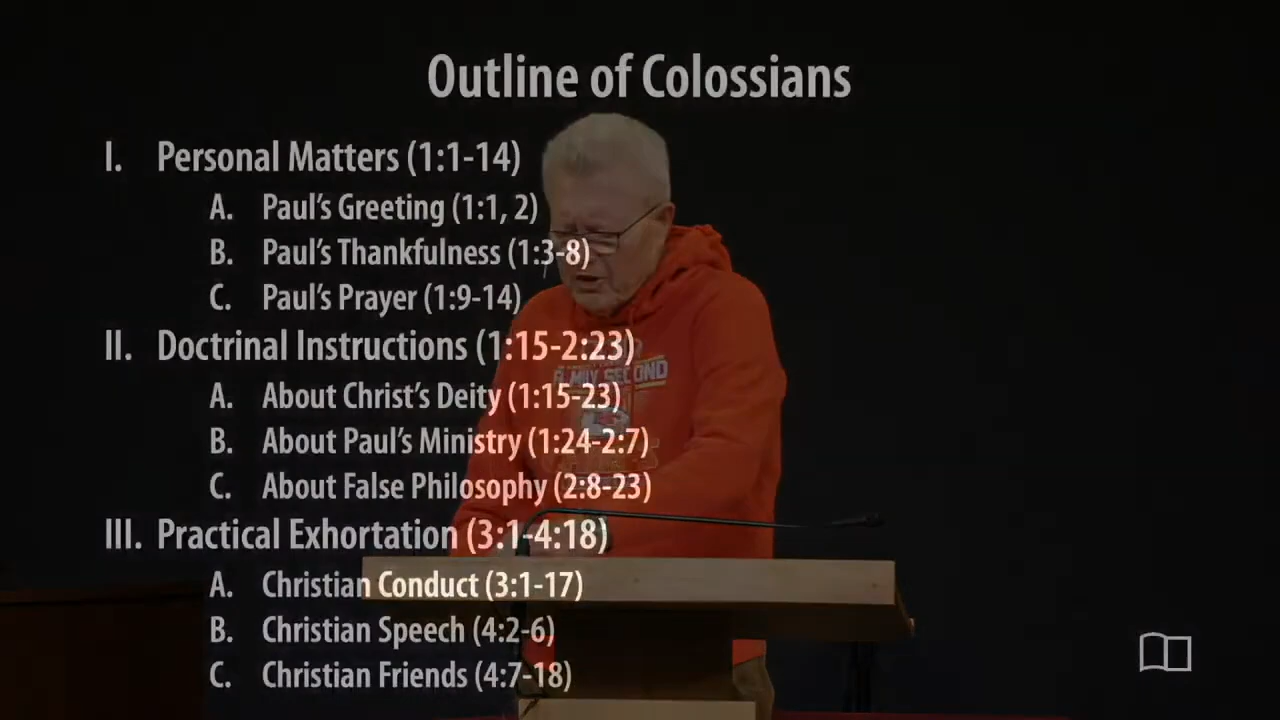 Outline of Colossians
I. Personal Matters (1:1-14)
A. Paul's Greeting (1:1, 2)
B. Paul's Thankfulness (1:3-8)
C. Paul's Prayer (1:9-14)
II. Doctrinal Instructions (1:15-2:23)
SECOND
A. About Christ's Deity (1:15-23)
B. About Paul's Ministry (1:24-2:7)
C. About False Philosophy (2:8-23)
III. Practical Exhortation (3:1-4:18)
A. Christian Conduct (3:1-17)
B. Christian Speech (4:2-6)
C. Christian Friends (4:7-18)